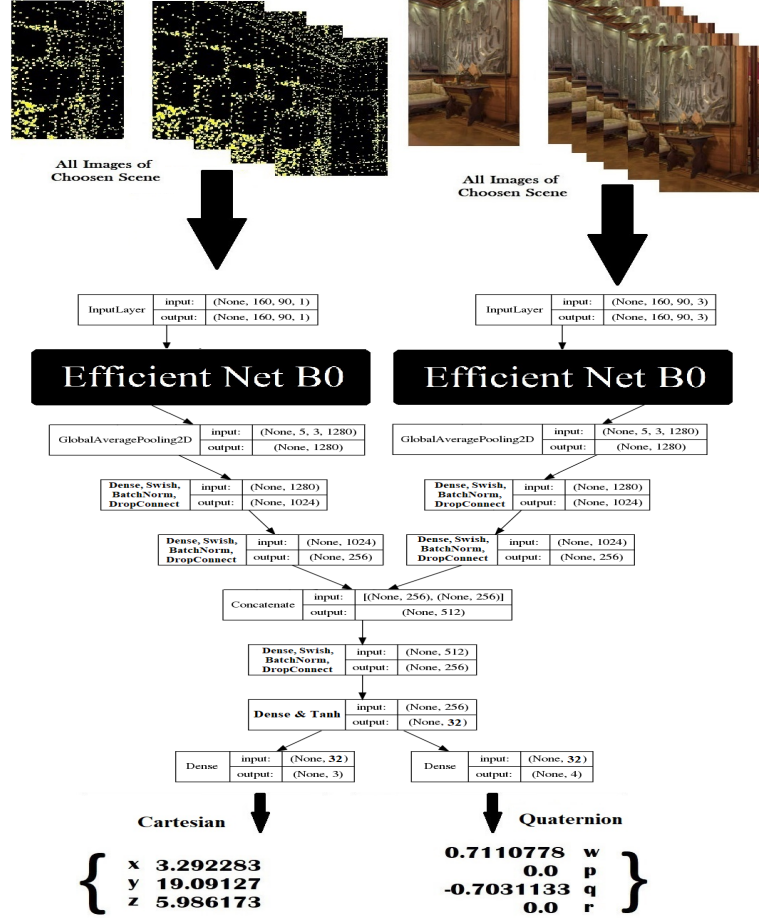 All Images of
Choosen Scene
All Images of
Choosen Scene
InputLayer
input: (None, 160, 90, 1)
output: (None, 160, 90, 1)
InputLayer
input: (None, 160, 90, 3)
output: (None, 160, 90, 3)
Efficient Net B0
Efficient Net B0
GlobalAveragePooling2D
input: (None, 5, 3, 1280)
output: (None, 1280)
GlobalAveragePooling2D
input: (None, 5, 3, 1280)
output: (None, 1280)
Dense, Swish,
BatchNorm,
DropConnect
input: (None, 1280)
output: (None, 1024)
Dense, Swish,
BatchNorm,
DropConnect
input: (None, 1280)
output: (None, 1024)
Dense, Swish,
BatchNorm,
DropConnect
input: (None, 1024)
output: (None, 256)
Dense, Swish,
BatchNorm,
DropConnect
input: (None, 1024)
output: (None, 256)
Concatenate
input: [(None, 256), (None, 256)]
output: (None, 512)
Dense, Swish,
BatchNorm,
DropConnect
input: (None, 512)
output: (None, 256)
Dense & Tanh
input: (None, 256)
output: (None, 32)
Dense
input: (None, 32)
output: (None, 3)
Dense
input: (None, 32)
output: (None, 4)
Cartesian
{
x 3.292283
y 19.09127
z 5.986173
Quaternion
0.7110778 w
0.0 p
-0.7031133 q
0.0 r
}